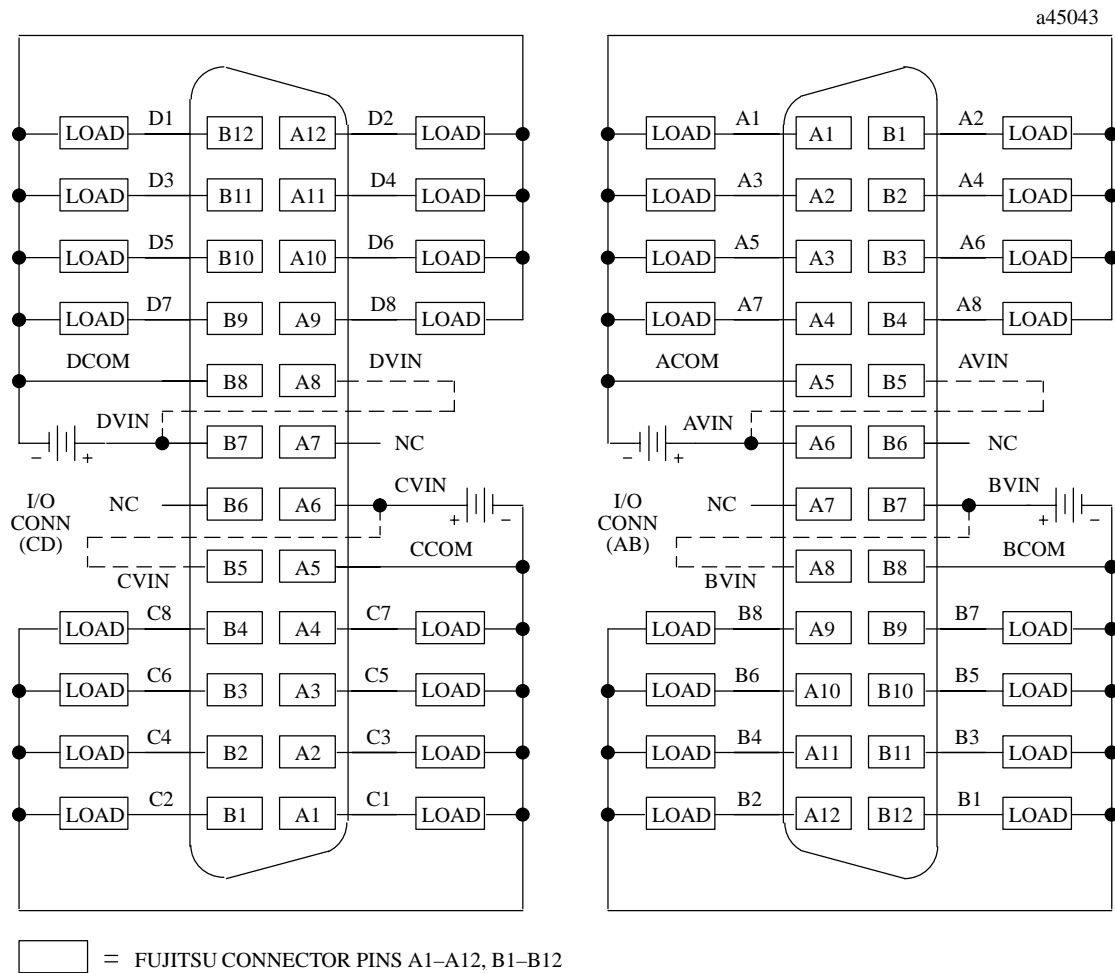 a45043
LOAD D1 B12 A12 D2 LOAD
LOAD D3 B11 A11 D4 LOAD
LOAD D5 B10 A10 D6 LOAD
LOAD D7 B9 A9 D8 LOAD
DCOM B8 A8 DVIN
- + DVIN B7 A7 NC
I/O CONN (CD)
NC B6 A6 CVIN + -
CVIN B5 A5 CCOM
LOAD C8 B4 A4 C7 LOAD
LOAD C6 B3 A3 C5 LOAD
LOAD C4 B2 A2 C3 LOAD
LOAD C2 B1 A1 C1 LOAD
LOAD A1 A1 B1 A2 LOAD
LOAD A3 A2 B2 A4 LOAD
LOAD A5 A3 B3 A6 LOAD
LOAD A7 A4 B4 A8 LOAD
ACOM A5 B5 AVIN
- + AVIN A6 B6 NC
I/O CONN (AB)
NC A7 B7 BVIN + -
BVIN A8 B8 BCOM
LOAD B8 A9 B9 B7 LOAD
LOAD B6 A10 B10 B5 LOAD
LOAD B4 A11 B11 B3 LOAD
LOAD B2 A12 B12 B1 LOAD
= FUJITSU CONNECTOR PINS A1–A12, B1–B12